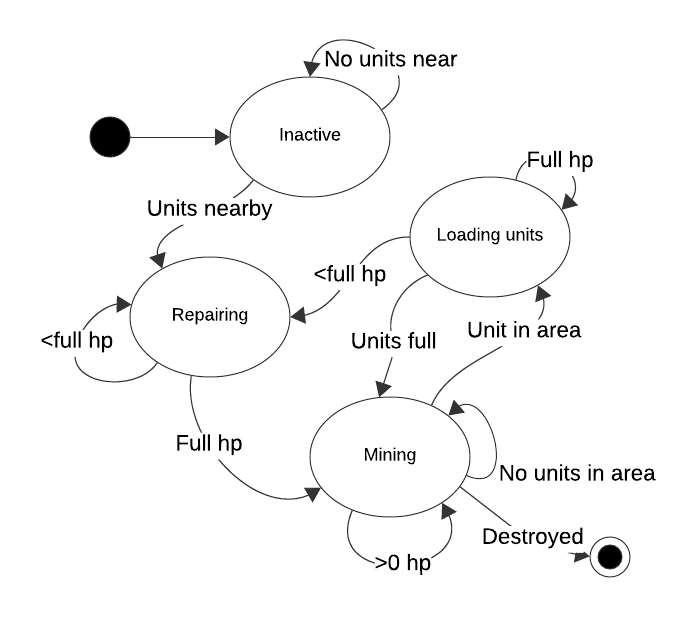 No units near
Inactive
Full hp
Units nearby
Loading units
<full hp
Repairing
Unit in area
<full hp
Units full
Full hp
Mining
No units in area
Destroyed
>0 hp